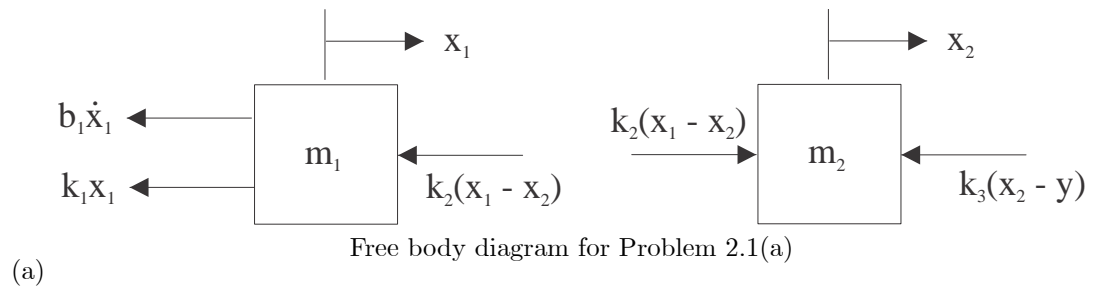 x₁
x₂
b₁ẋ₁
k₂(x₁ - x₂)
m₁
m₂
k₁x₁
k₂(x₁ - x₂)
k₃(x₂ - y)
Free body diagram for Problem 2.1(a)
(a)